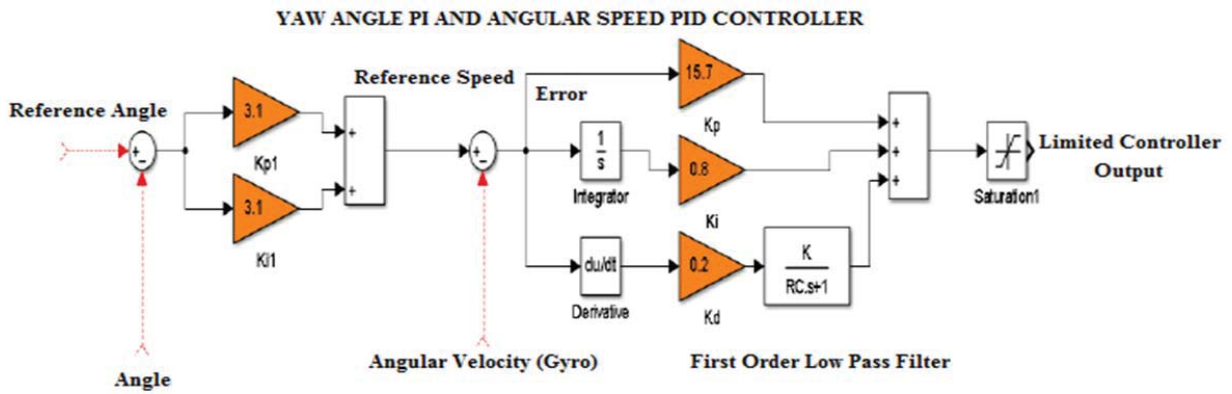 YAW ANGLE PI AND ANGULAR SPEED PID CONTROLLER
Reference Angle
+
-
3.1
Kp1
3.1
Ki1
+
+
Reference Speed
+
-
Error
15.7
Kp
1
s
Integrator
0.8
Ki
du/dt
Derivative
0.2
Kd
K
RC.s+1
+
+
+
Saturation1
Limited Controller
Output
Angle
Angular Velocity (Gyro)
First Order Low Pass Filter